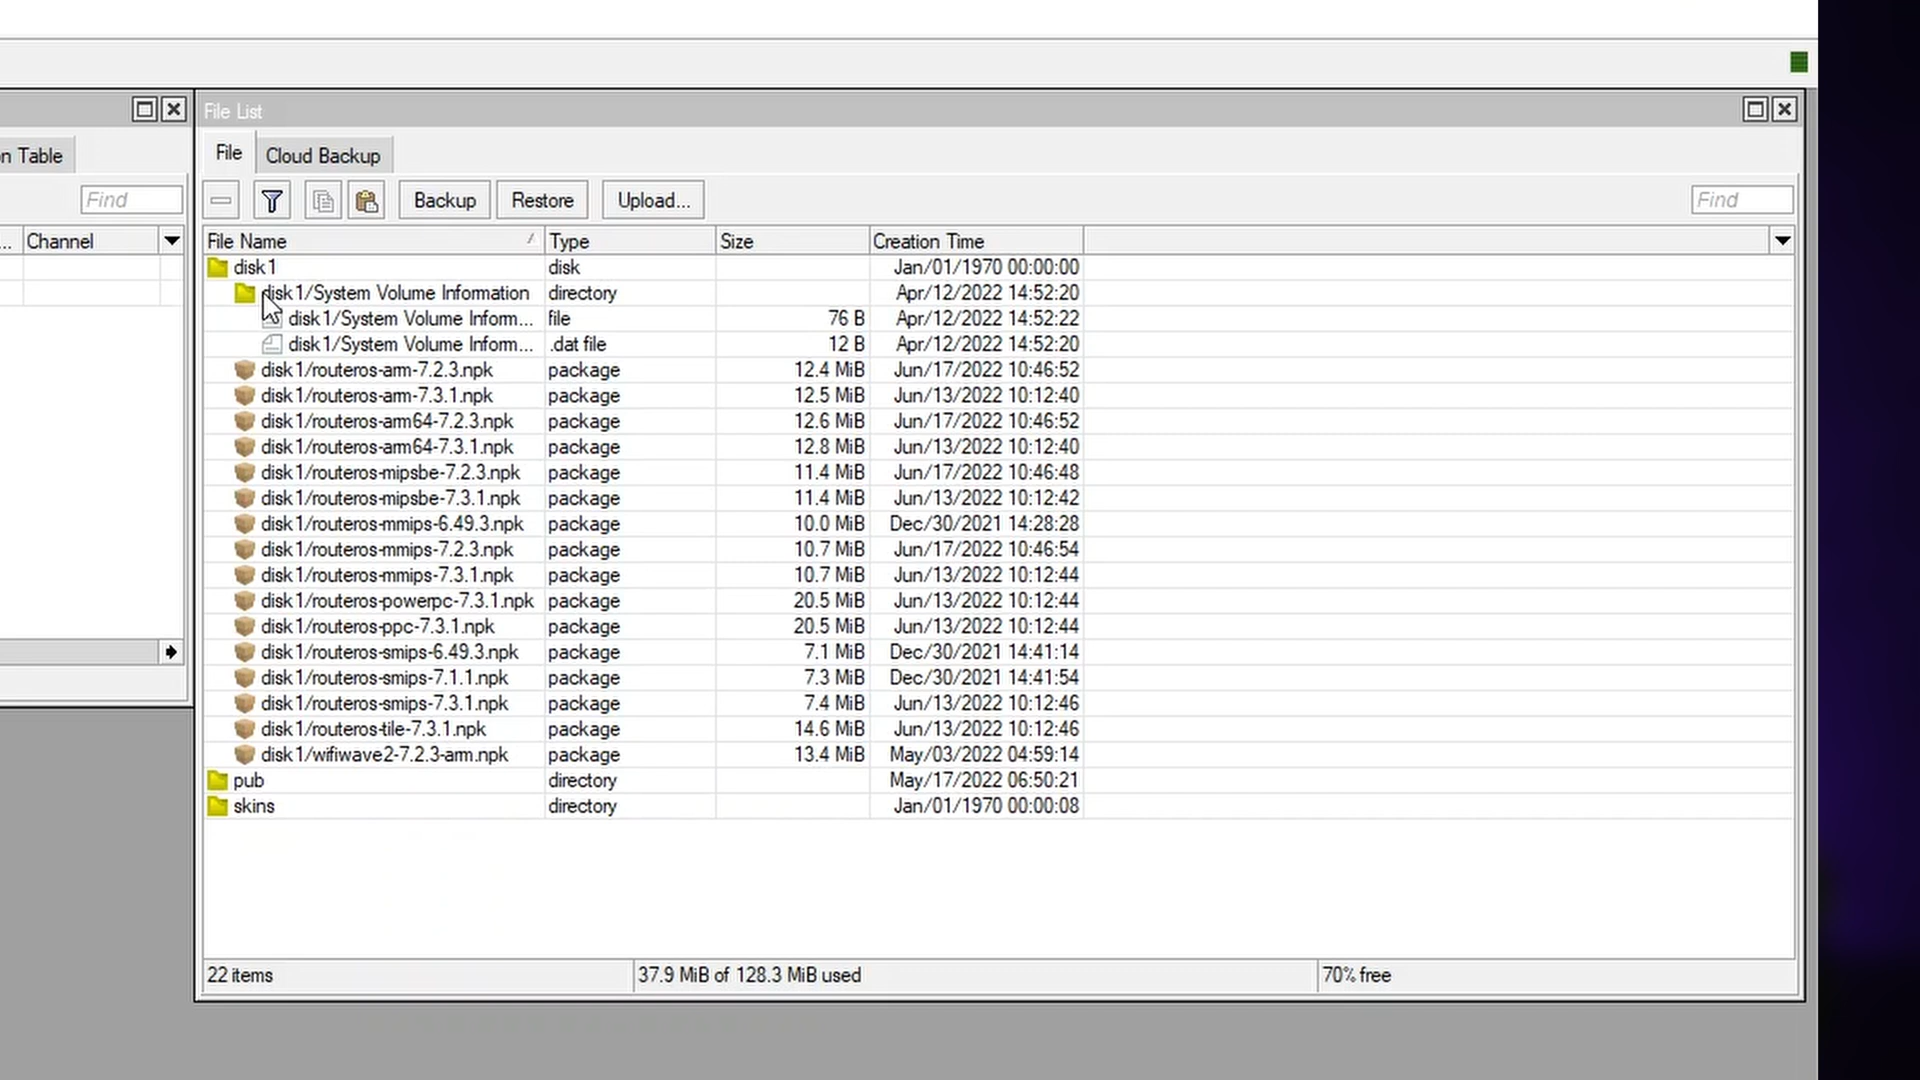 File List
n Table
File
Cloud Backup
Find
Backup
Restore
Upload...
Find
... Channel
File Name
Type
Size
Creation Time
disk1 disk Jan/01/1970 00:00:00
disk1/System Volume Information directory Apr/12/2022 14:52:20
disk1/System Volume Inform... file 76 B Apr/12/2022 14:52:22
disk1/System Volume Inform... .dat file 12 B Apr/12/2022 14:52:20
disk1/routeros-arm-7.2.3.npk package 12.4 MiB Jun/17/2022 10:46:52
disk1/routeros-arm-7.3.1.npk package 12.5 MiB Jun/13/2022 10:12:40
disk1/routeros-arm64-7.2.3.npk package 12.6 MiB Jun/17/2022 10:46:52
disk1/routeros-arm64-7.3.1.npk package 12.8 MiB Jun/13/2022 10:12:40
disk1/routeros-mipsbe-7.2.3.npk package 11.4 MiB Jun/17/2022 10:46:48
disk1/routeros-mipsbe-7.3.1.npk package 11.4 MiB Jun/13/2022 10:12:42
disk1/routeros-mmips-6.49.3.npk package 10.0 MiB Dec/30/2021 14:28:28
disk1/routeros-mmips-7.2.3.npk package 10.7 MiB Jun/17/2022 10:46:54
disk1/routeros-mmips-7.3.1.npk package 10.7 MiB Jun/13/2022 10:12:44
disk1/routeros-powerpc-7.3.1.npk package 20.5 MiB Jun/13/2022 10:12:44
disk1/routeros-ppc-7.3.1.npk package 20.5 MiB Jun/13/2022 10:12:44
disk1/routeros-smips-6.49.3.npk package 7.1 MiB Dec/30/2021 14:41:14
disk1/routeros-smips-7.1.1.npk package 7.3 MiB Dec/30/2021 14:41:54
disk1/routeros-smips-7.3.1.npk package 7.4 MiB Jun/13/2022 10:12:46
disk1/routeros-tile-7.3.1.npk package 14.6 MiB Jun/13/2022 10:12:46
disk1/wifiwave2-7.2.3-arm.npk package 13.4 MiB May/03/2022 04:59:14
pub directory May/17/2022 06:50:21
skins directory Jan/01/1970 00:00:08
22 items
37.9 MiB of 128.3 MiB used
70% free